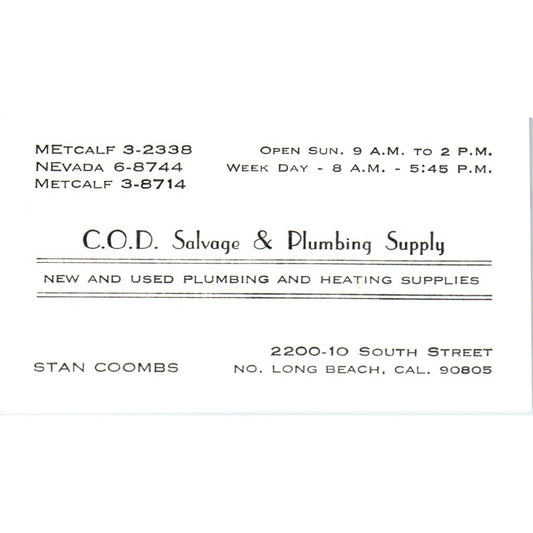 METCALF 3-2338
NEVADA 6-8744
METCALF 3-8714
OPEN SUN. 9 A.M. TO 2 P.M.
WEEK DAY - 8 A.M. - 5:45 P.M.
C.O.D. Salvage & Plumbing Supply
NEW AND USED PLUMBING AND HEATING SUPPLIES
STAN COOMBS
2200-10 SOUTH STREET
NO. LONG BEACH, CAL. 90805